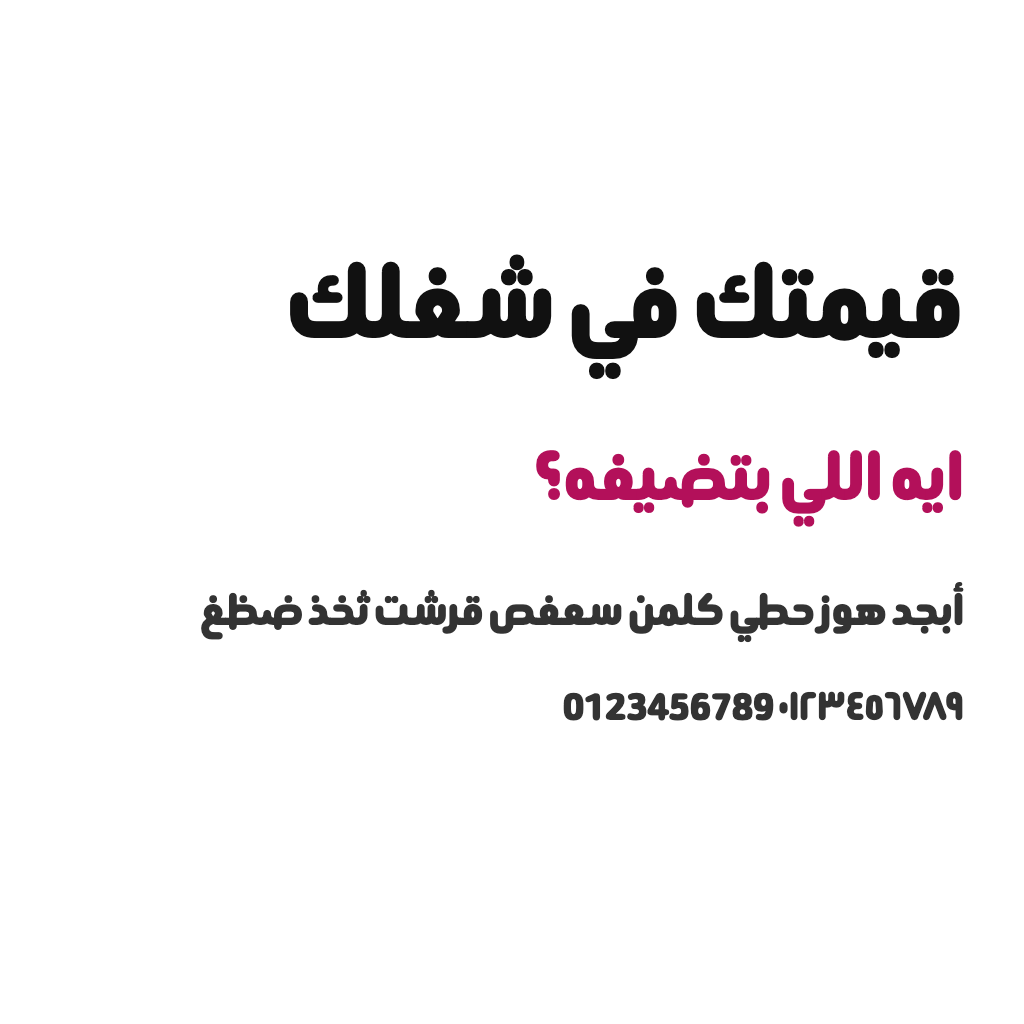 قيمتك في شغلك
ايه اللي بتضيفه؟
أبجد هوز حطي كلمن سعفص قرشت ثخذ ضظغ
٠١٢٣٤٥٦٧٨٩ 0123456789